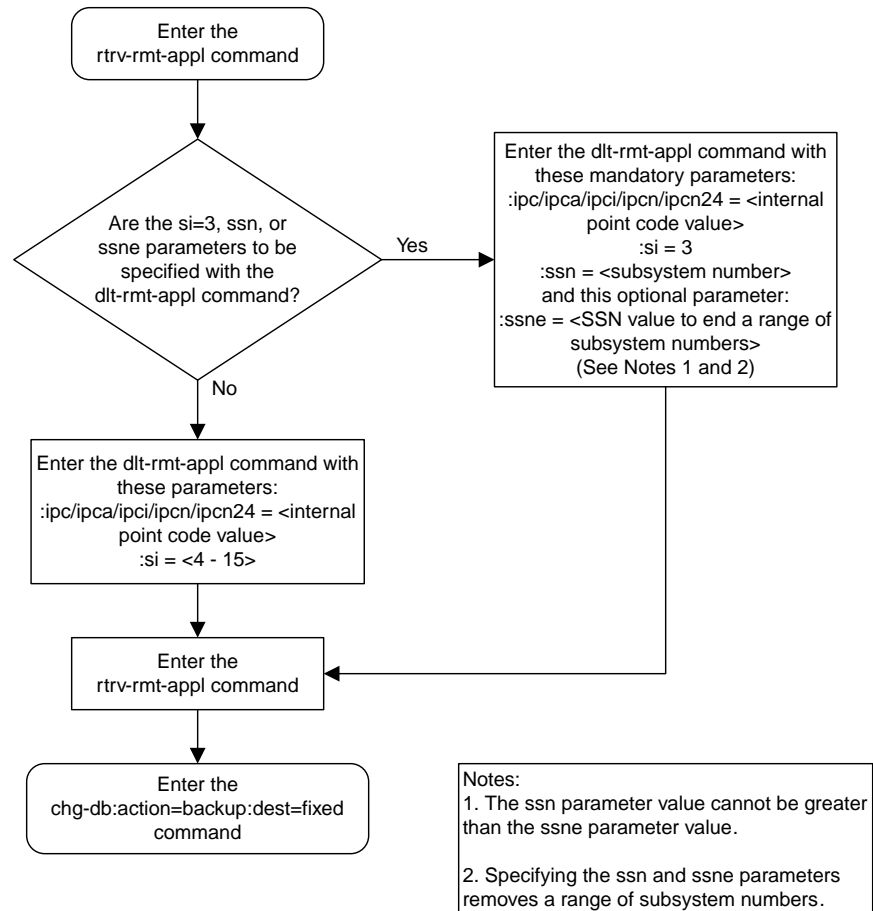 Enter the
rtrv-rmt-appl command
Are the si=3, ssn, or
ssne parameters to be
specified with the
dlt-rmt-appl command?
Yes
Enter the dlt-rmt-appl command with
these mandatory parameters:
:ipc/ipca/ipci/ipcn/ipcn24 = <internal
point code value>
:si = 3
:ssn = <subsystem number>
and this optional parameter:
:ssne = <SSN value to end a range of
subsystem numbers>
(See Notes 1 and 2)
No
Enter the dlt-rmt-appl command with
these parameters:
:ipc/ipca/ipci/ipcn/ipcn24 = <internal
point code value>
:si = <4 - 15>
Enter the
rtrv-rmt-appl command
Enter the
chg-db:action=backup:dest=fixed
command
Notes:
1. The ssn parameter value cannot be greater
than the ssne parameter value.
2. Specifying the ssn and ssne parameters
removes a range of subsystem numbers.